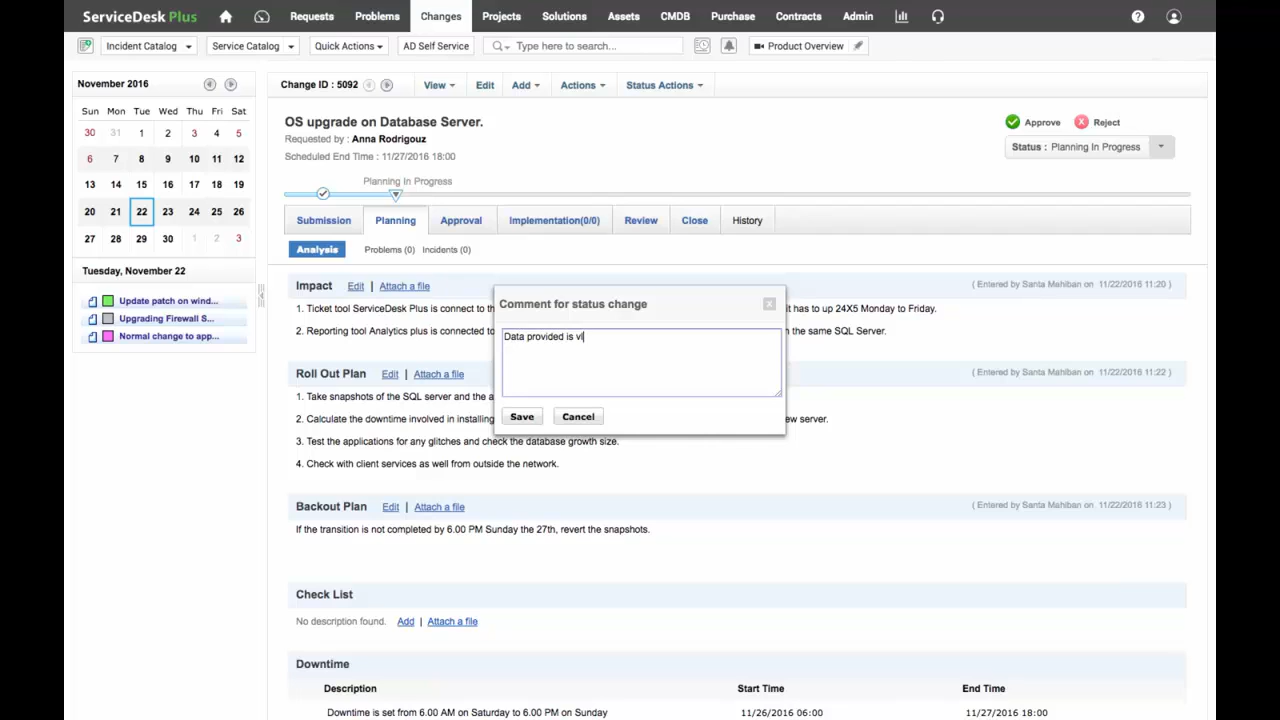 ServiceDesk Plus Requests Problems Changes Projects Solutions Assets CMDB Purchase Contracts Admin ?
Incident Catalog Service Catalog Quick Actions AD Self Service Type here to search... Product Overview
November 2016
Sun Mon Tue Wed Thu Fri Sat
30 31 1 2 3 4 5
6 7 8 9 10 11 12
13 14 15 16 17 18 19
20 21 22 23 24 25 26
27 28 29 30 1 2 3
Tuesday, November 22
Update patch on wind...
Upgrading Firewall S...
Normal change to app...
Change ID : 5092 View Edit Add Actions Status Actions
OS upgrade on Database Server.
Requested by : Anna Rodrigouz
Scheduled End Time : 11/27/2016 18:00
Approve Reject
Status : Planning In Progress
Planning In Progress
Submission Planning Approval Implementation(0/0) Review Close History
Analysis Problems (0) Incidents (0)
Impact Edit | Attach a file ( Entered by Santa Mahiban on 11/22/2016 11:20 )
1. Ticket tool ServiceDesk Plus is connect to th it has to up 24X5 Monday to Friday.
2. Reporting tool Analytics plus is connected to n the same SQL Server.
Comment for status change x
Data provided is vi
Save Cancel
Roll Out Plan Edit | Attach a file ( Entered by Santa Mahiban on 11/22/2016 11:22 )
1. Take snapshots of the SQL server and the a
2. Calculate the downtime involved in installing ew server.
3. Test the applications for any glitches and check the database growth size.
4. Check with client services as well from outside the network.
Backout Plan Edit | Attach a file ( Entered by Santa Mahiban on 11/22/2016 11:23 )
If the transition is not completed by 6.00 PM Sunday the 27th, revert the snapshots.
Check List
No description found. Add | Attach a file
Downtime
Description Start Time End Time
Downtime is set from 6.00 AM on Saturday to 6.00 PM on Sunday 11/26/2016 06:00 11/27/2016 18:00